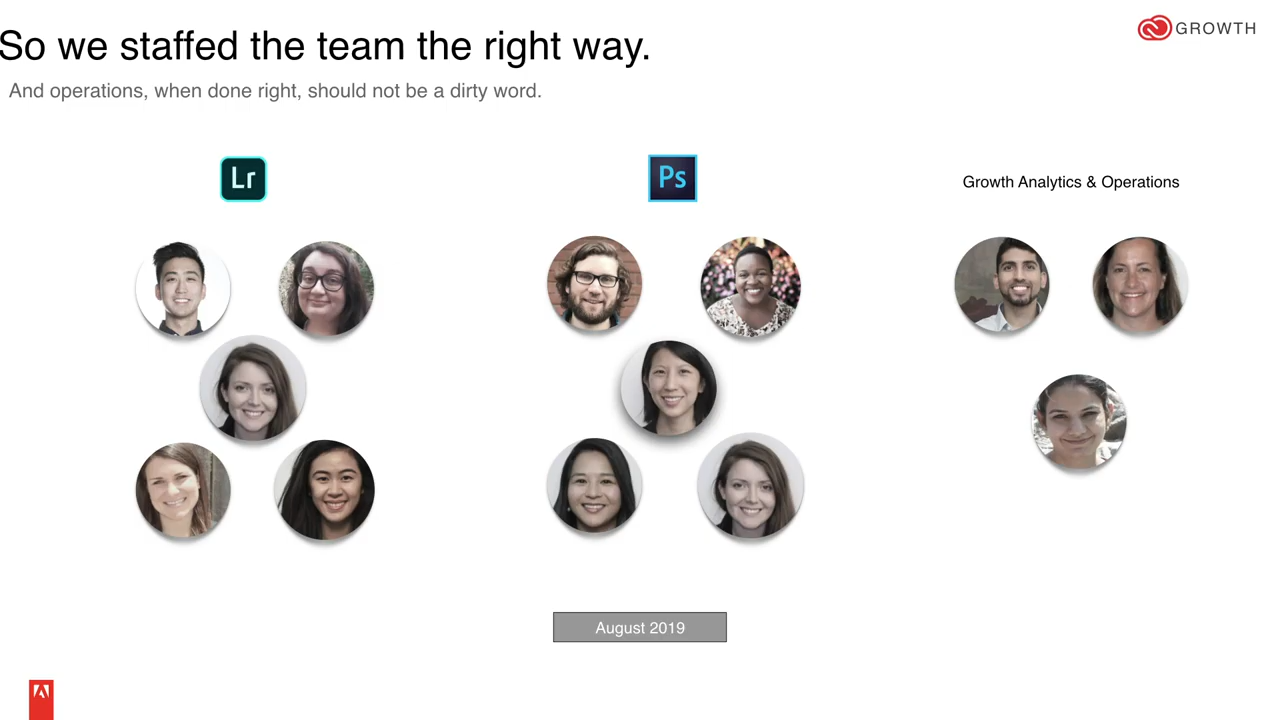 So we staffed the team the right way.
GROWTH
And operations, when done right, should not be a dirty word.
Lr
Ps
Growth Analytics & Operations
August 2019